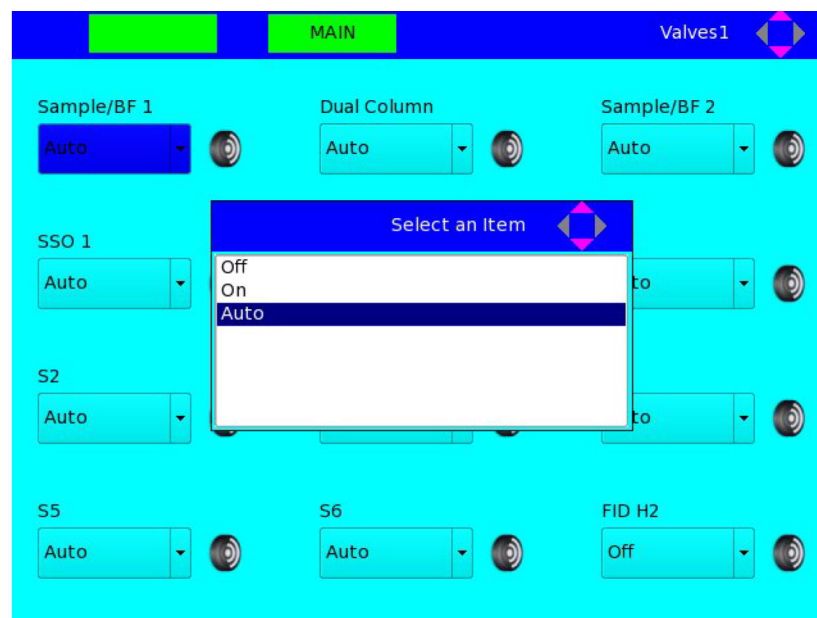 MAIN Valves1
Sample/BF 1 Dual Column Sample/BF 2
Auto Auto Auto
Select an Item
SSO 1
Off
Auto to
On
Auto
S2
Auto to
S5 S6 FID H2
Auto Auto Off